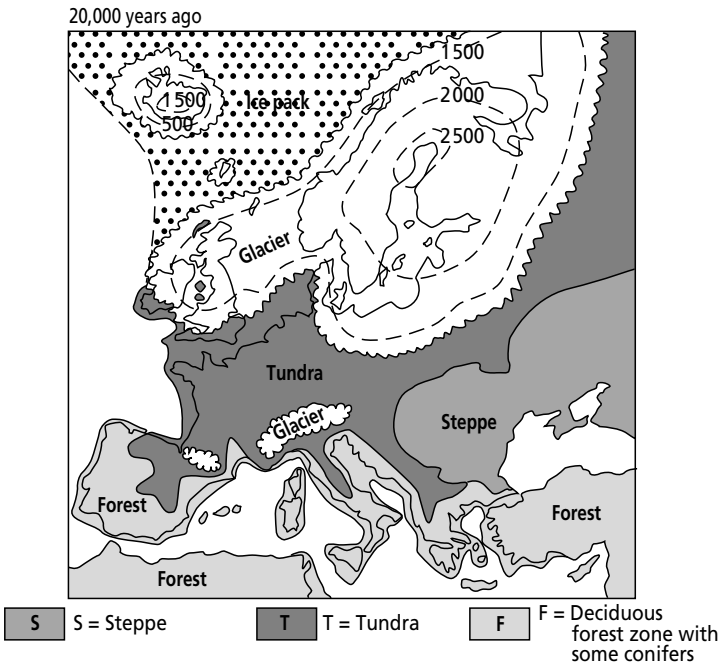 20,000 years ago
1500
2000
2500
1500
500
Ice pack
Glacier
Tundra
Glacier
Steppe
Forest
Forest
Forest
S S = Steppe
T T = Tundra
F F = Deciduous
forest zone with
some conifers